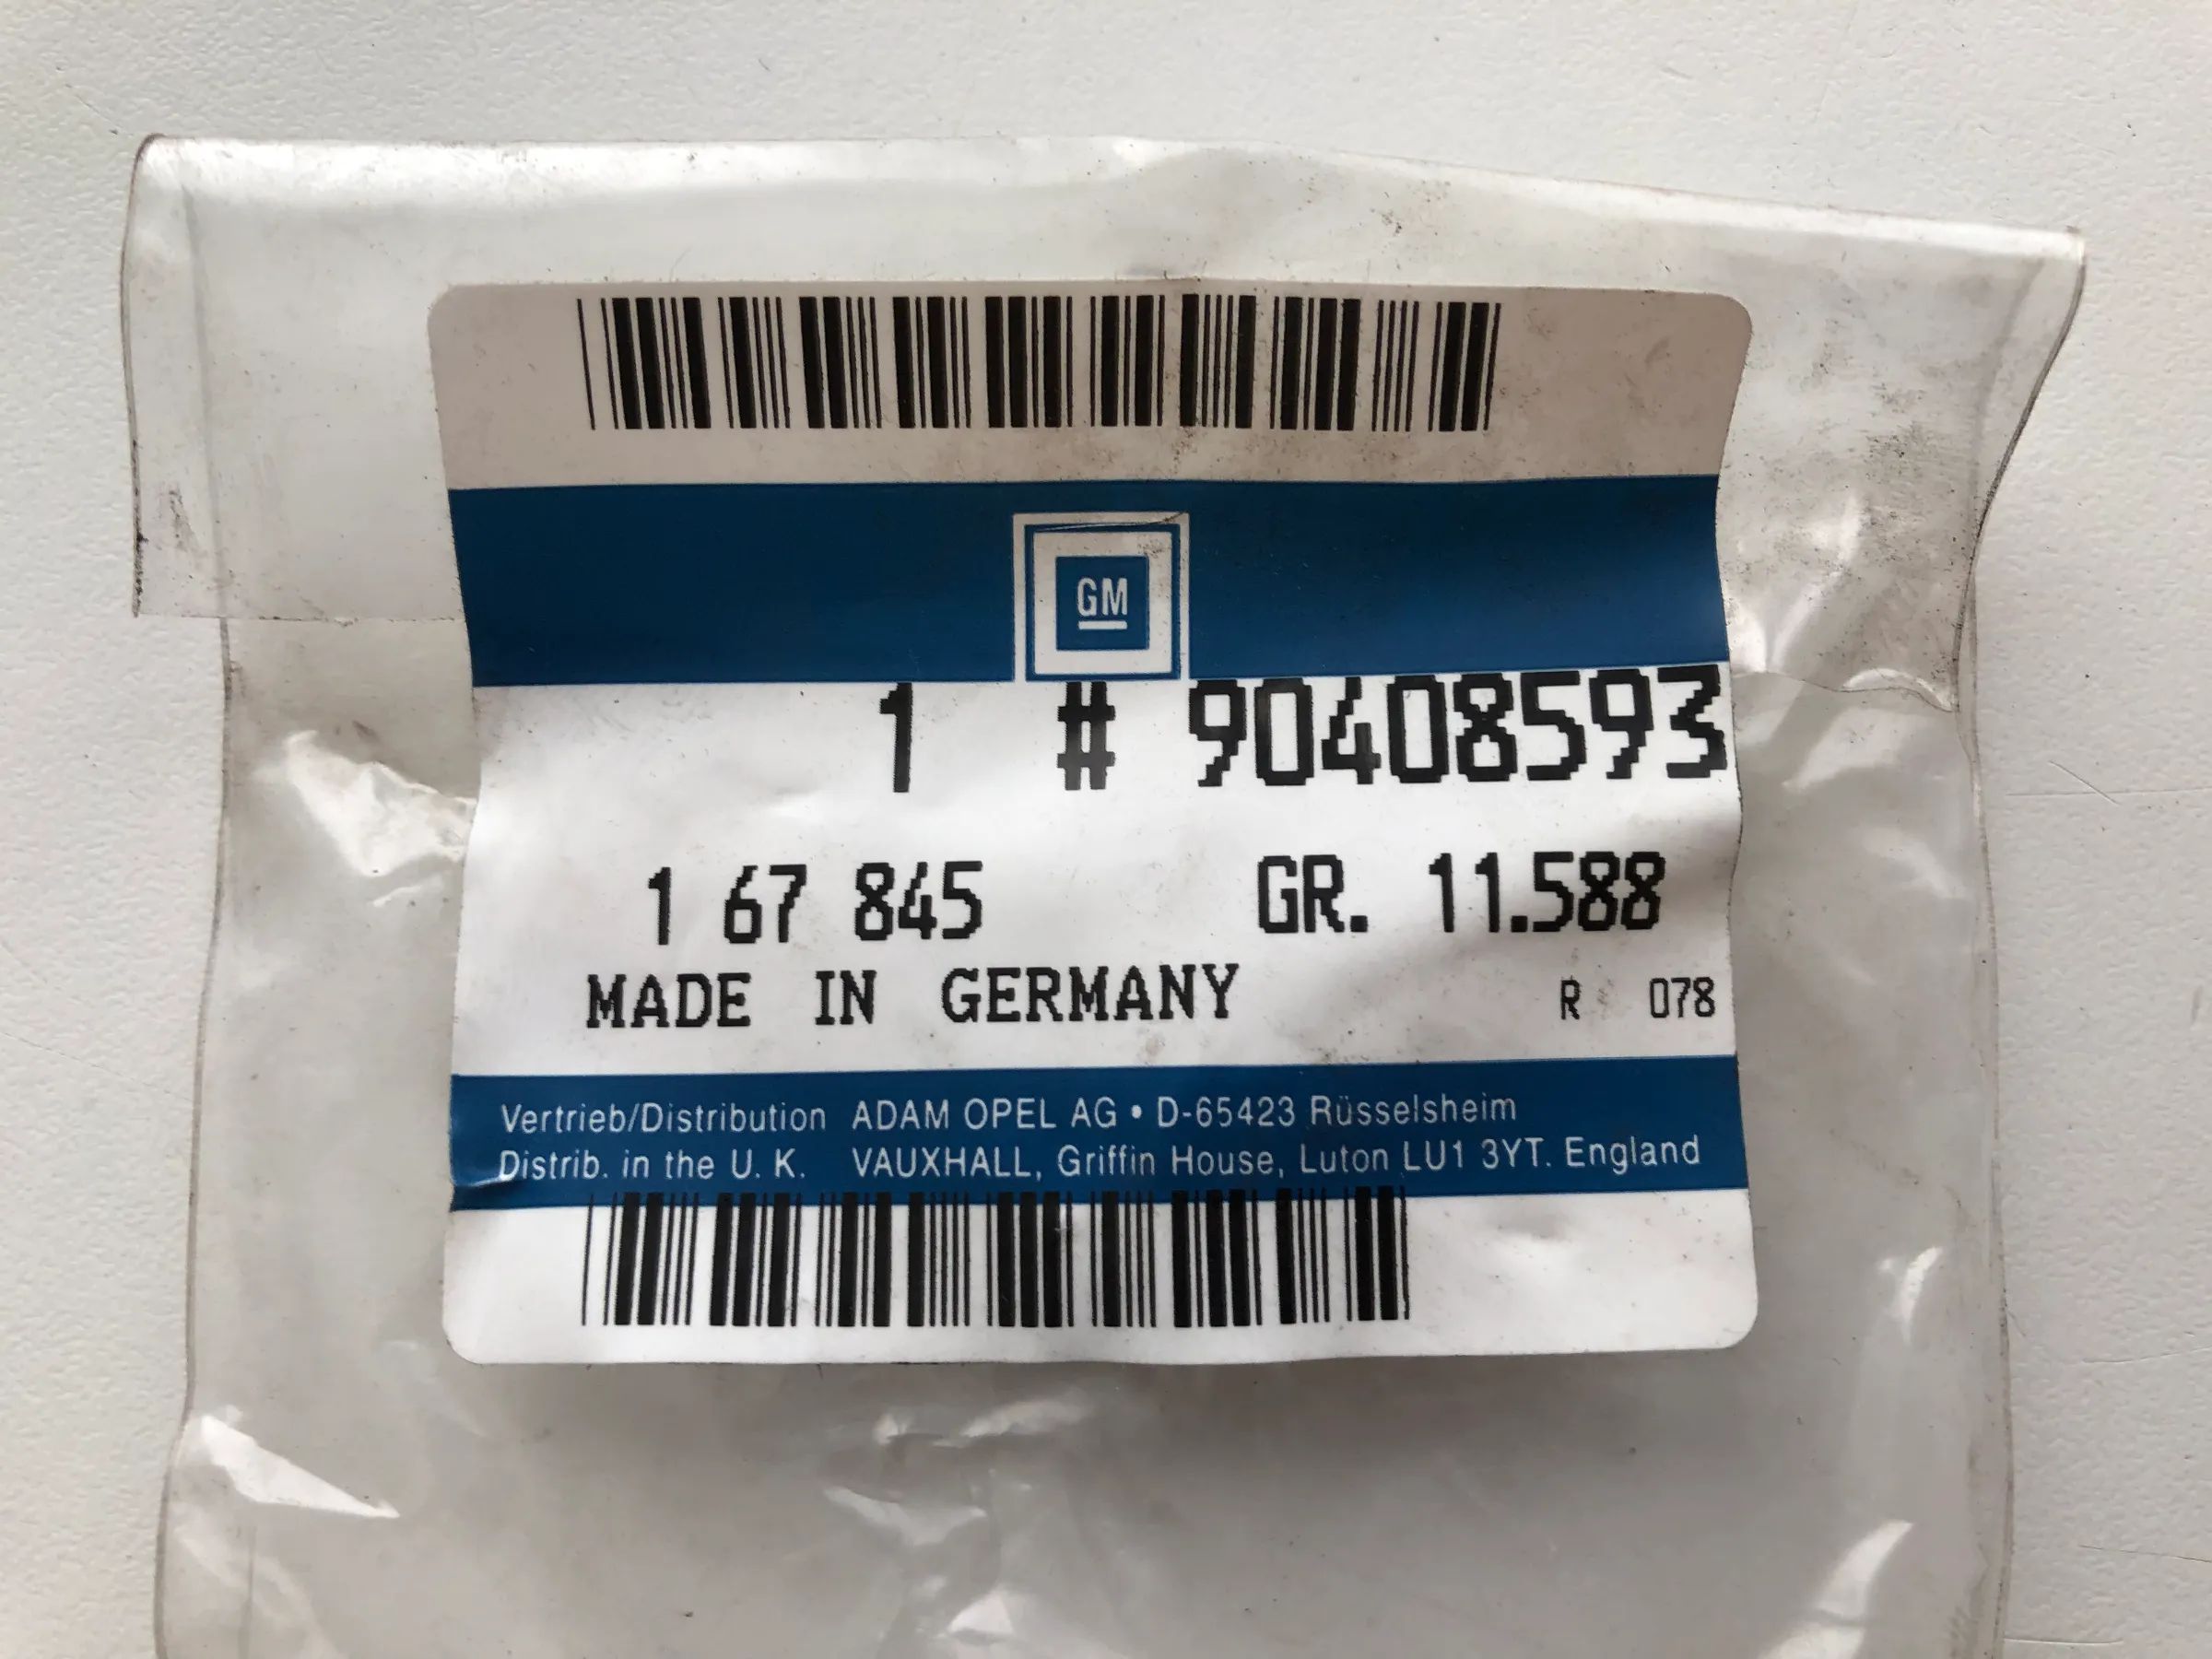 GM
1 # 90408593
1 67 845 GR. 11.588
MADE IN GERMANY R 078
Vertrieb/Distribution ADAM OPEL AG • D-65423 Rüsselsheim
Distrib. in the U. K. VAUXHALL, Griffin House, Luton LU1 3YT. England